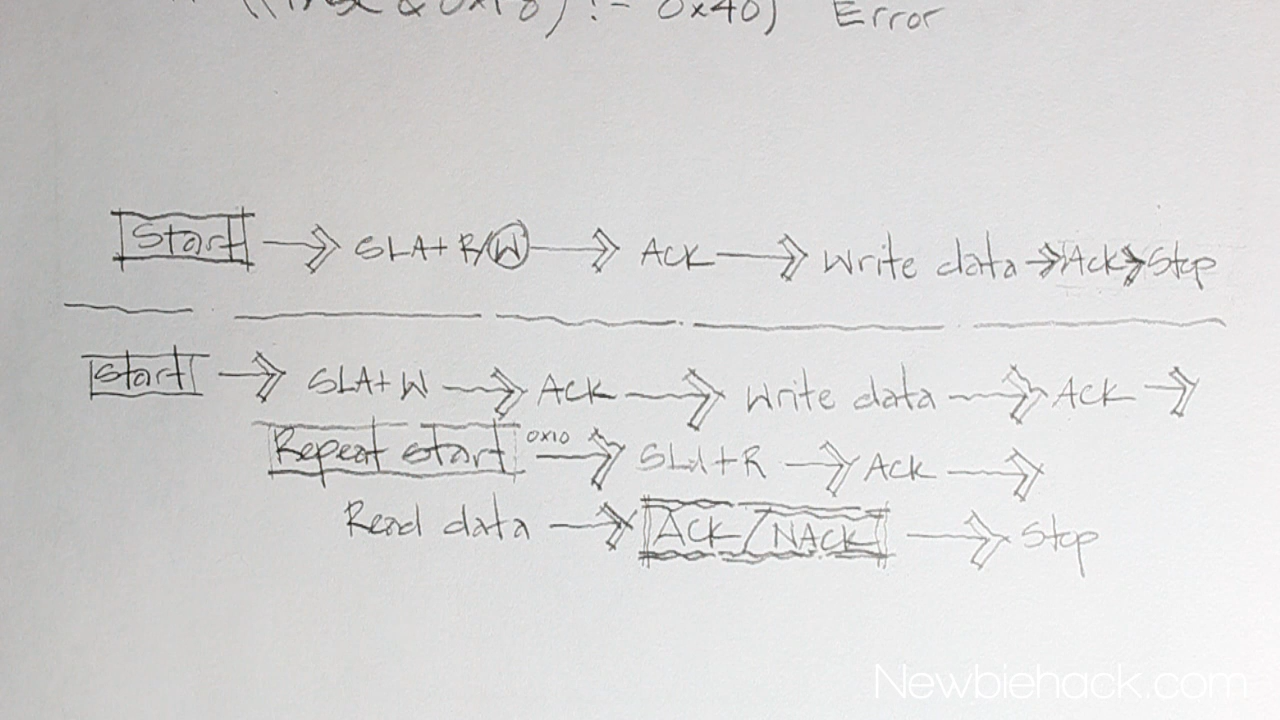 0x40) Error
Start → SLA+R/W → ACK → Write data → Ack → Stop
Start → SLA+W → ACK → Write data → ACK →
Repeat start 0x10 → SLA+R → ACK →
Read data → ACK/NACK → Stop
Newbiehack.com